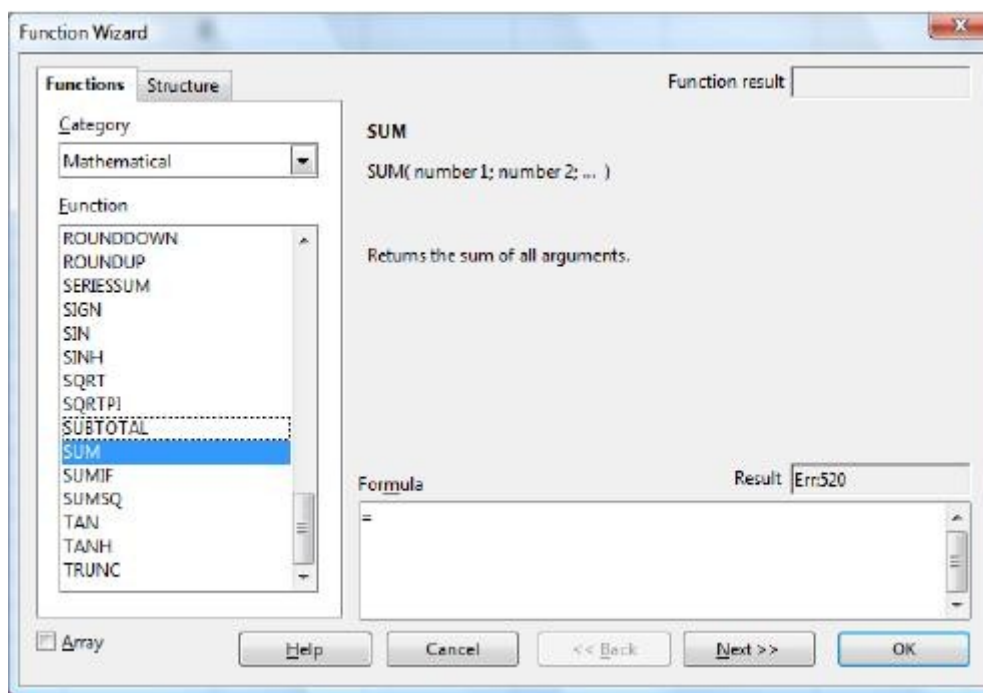 Function Wizard
Functions Structure
Function result
Category
Mathematical
Function
ROUNDDOWN
ROUNDUP
SERIESSUM
SIGN
SIN
SINH
SQRT
SQRTPI
SUBTOTAL
SUM
SUMIF
SUMSQ
TAN
TANH
TRUNC
SUM
SUM( number 1; number 2; ... )
Returns the sum of all arguments.
Formula
Result Err:520
=
Array
Help Cancel << Back Next >> OK